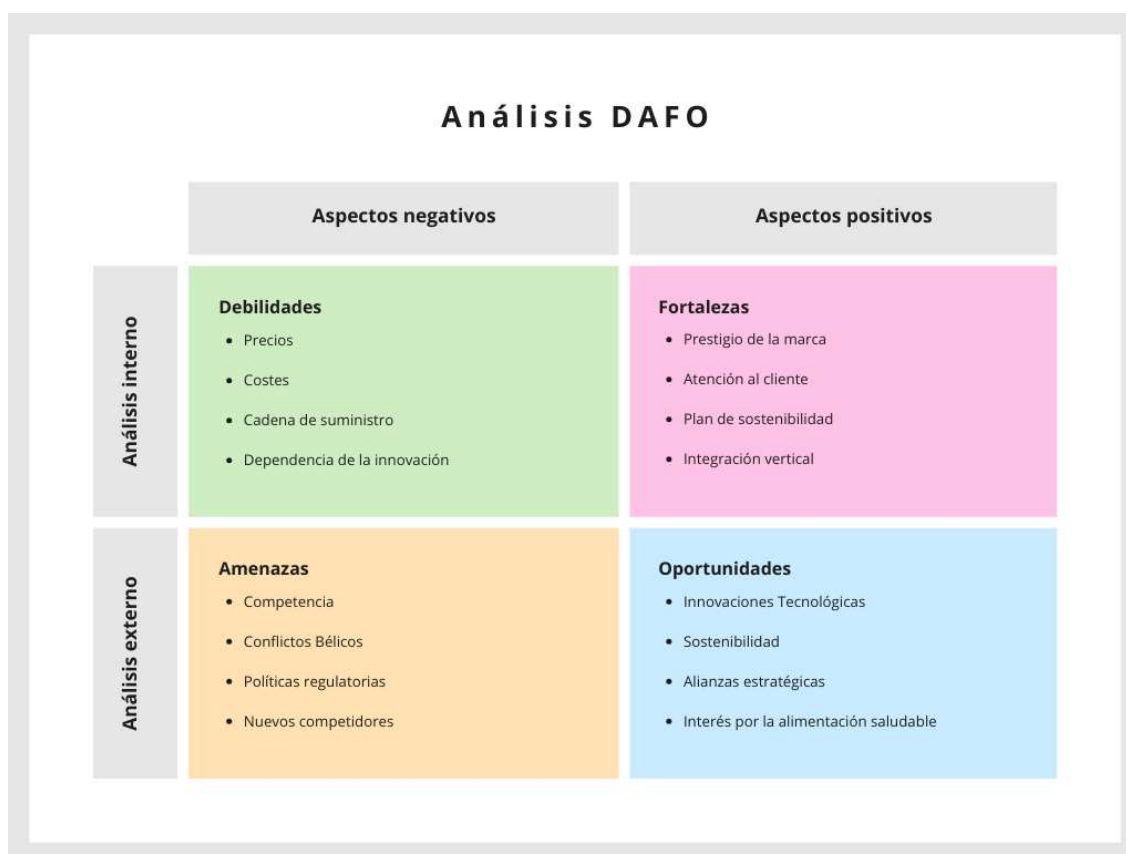 Análisis DAFO
Aspectos negativos
Aspectos positivos
Análisis interno
Debilidades
• Precios
• Costes
• Cadena de suministro
• Dependencia de la innovación
Fortalezas
• Prestigio de la marca
• Atención al cliente
• Plan de sostenibilidad
• Integración vertical
Análisis externo
Amenazas
• Competencia
• Conflictos Bélicos
• Políticas regulatorias
• Nuevos competidores
Oportunidades
• Innovaciones Tecnológicas
• Sostenibilidad
• Alianzas estratégicas
• Interés por la alimentación saludable